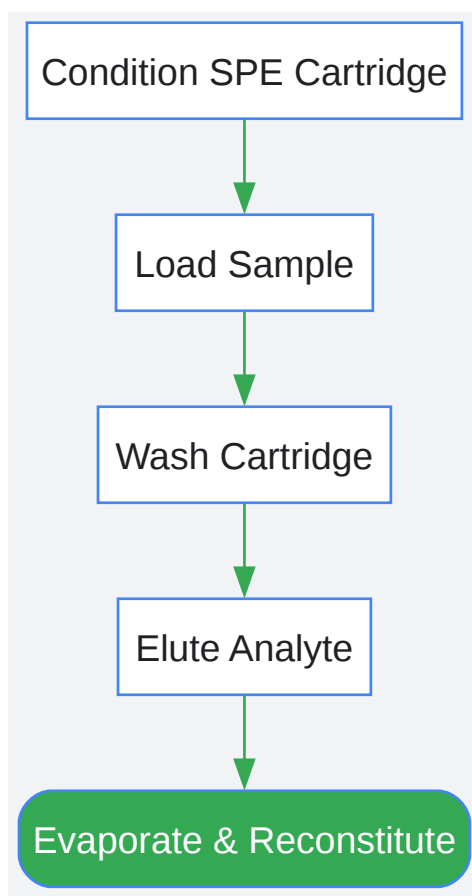 Condition SPE Cartridge
Load Sample
Wash Cartridge
Elute Analyte
Evaporate & Reconstitute